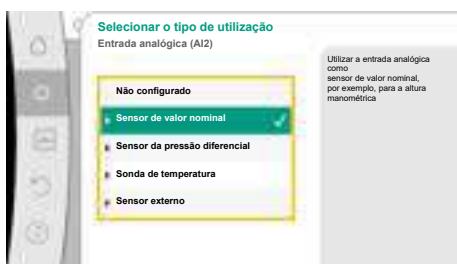 Selecionar o tipo de utilização
Entrada analógica (AI2)
Não configurado
Sensor de valor nominal
Sensor da pressão diferencial
Sonda de temperatura
Sensor externo
Utilizar a entrada analógica
como
sensor de valor nominal,
por exemplo, para a altura
manométrica